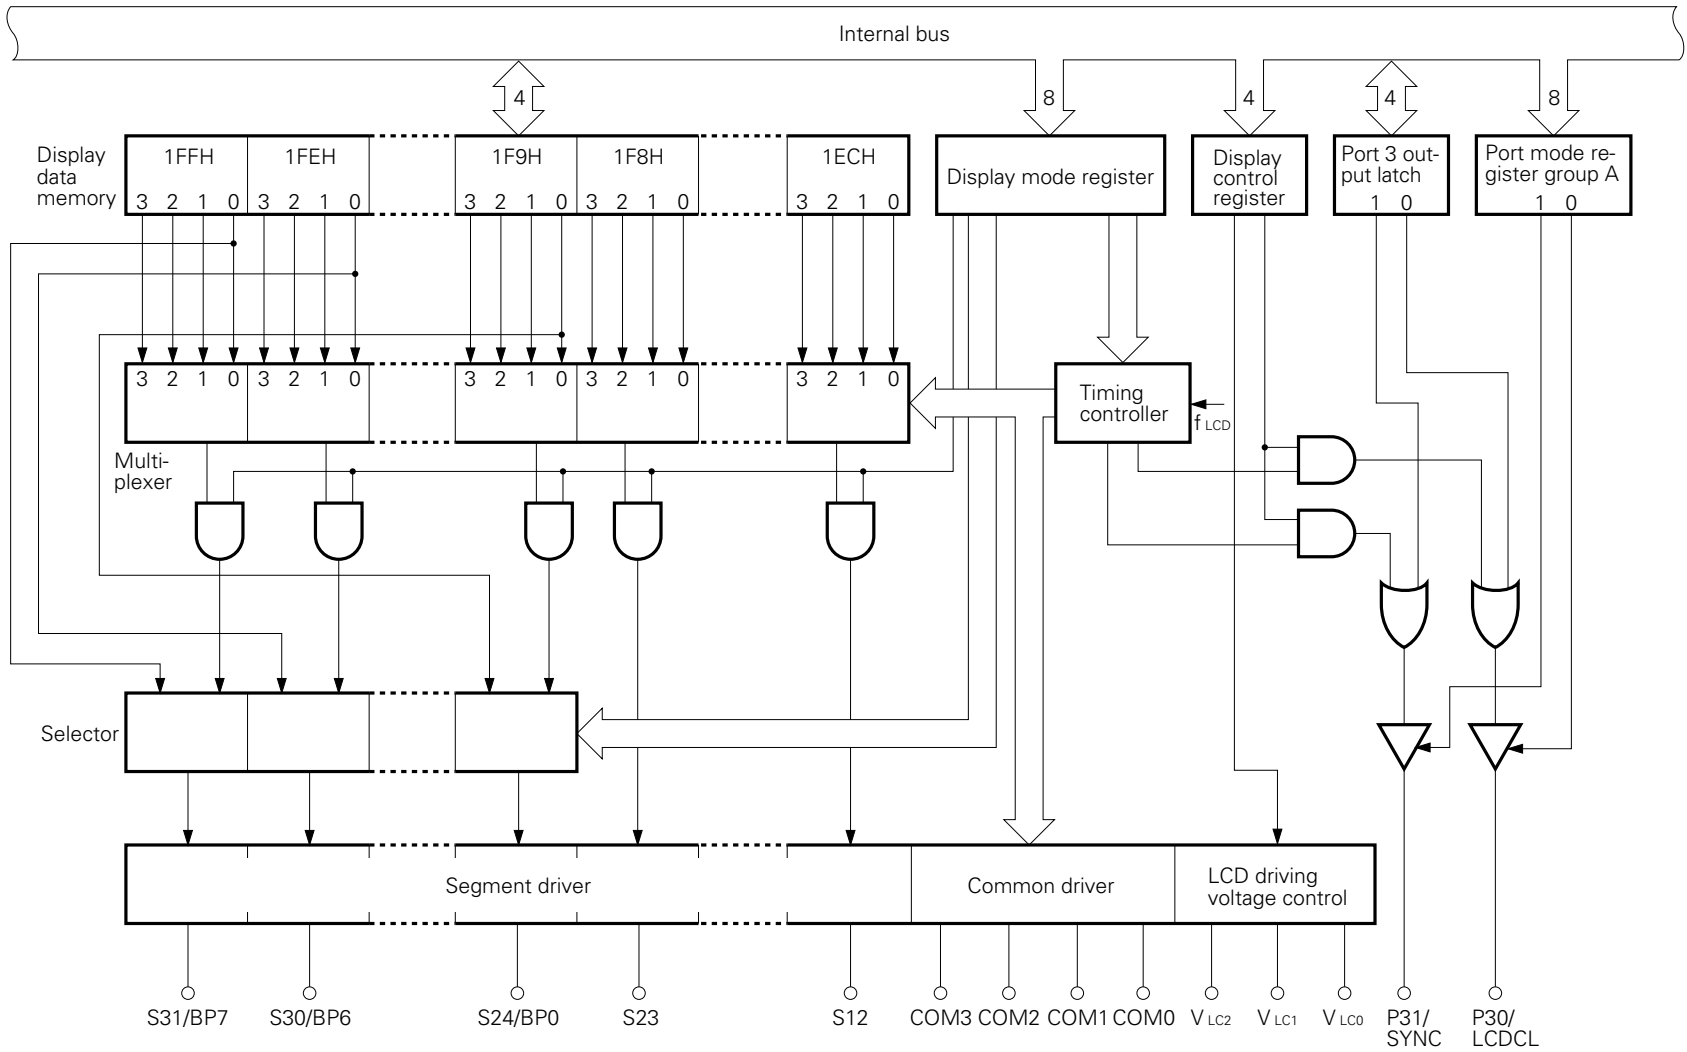 Internal bus
4
8
4
4
8
Display
data
memory
1FFH
1FEH
1F9H
1F8H
1ECH
3 2 1 0 3 2 1 0
3 2 1 0 3 2 1 0
3 2 1 0
Display mode register
Display
control
register
Port 3 out-
put latch
1 0
Port mode re-
gister group A
1 0
3 2 1 0 3 2 1 0
3 2 1 0 3 2 1 0
3 2 1 0
Timing
controller
f LCD
Multi-
plexer
Selector
Segment driver
Common driver
LCD driving
voltage control
S31/BP7
S30/BP6
S24/BP0
S23
S12
COM3 COM2 COM1 COM0
V LC2
V LC1
V LC0
P31/
SYNC
P30/
LCDCL